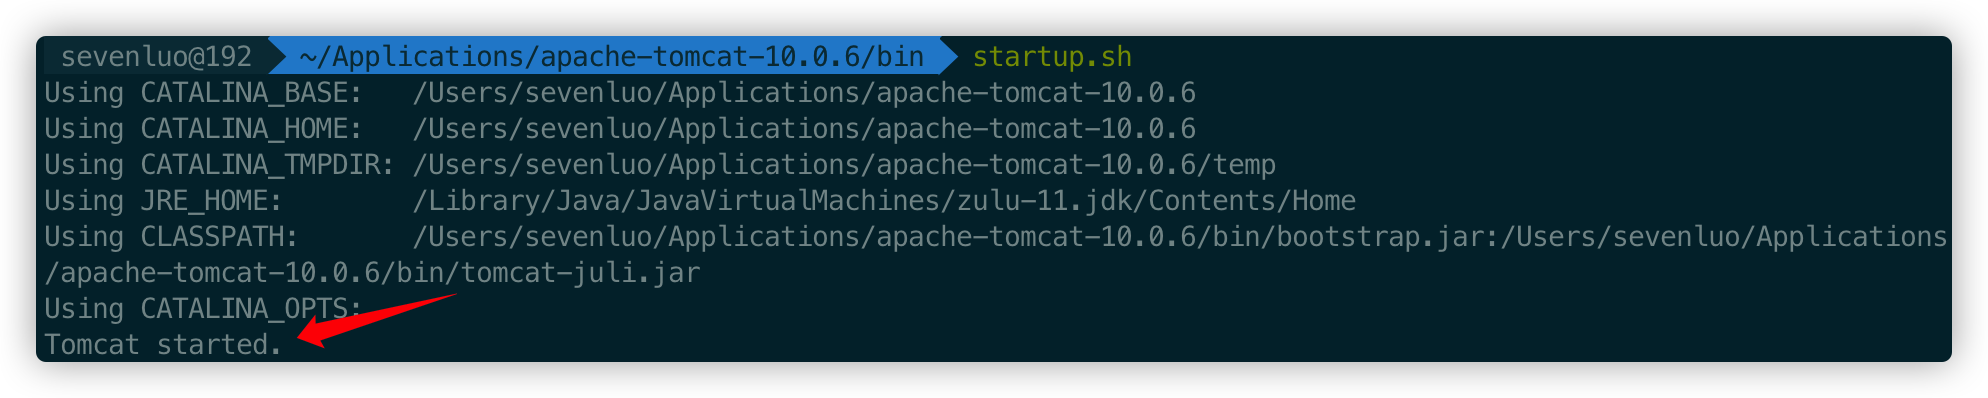 sevenluo@192 ~/Applications/apache-tomcat-10.0.6/bin startup.sh
Using CATALINA_BASE:   /Users/sevenluo/Applications/apache-tomcat-10.0.6
Using CATALINA_HOME:   /Users/sevenluo/Applications/apache-tomcat-10.0.6
Using CATALINA_TMPDIR: /Users/sevenluo/Applications/apache-tomcat-10.0.6/temp
Using JRE_HOME:        /Library/Java/JavaVirtualMachines/zulu-11.jdk/Contents/Home
Using CLASSPATH:       /Users/sevenluo/Applications/apache-tomcat-10.0.6/bin/bootstrap.jar:/Users/sevenluo/Applications
/apache-tomcat-10.0.6/bin/tomcat-juli.jar
Using CATALINA_OPTS:
Tomcat started.